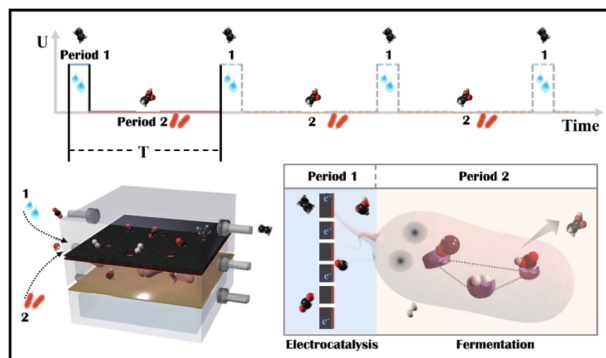 U
Period 1
1
1
1
Period 2
2
2
Time
T
1
2
Period 1
Period 2
e⁻
e⁻
e⁻
Electrocatalysis
Fermentation